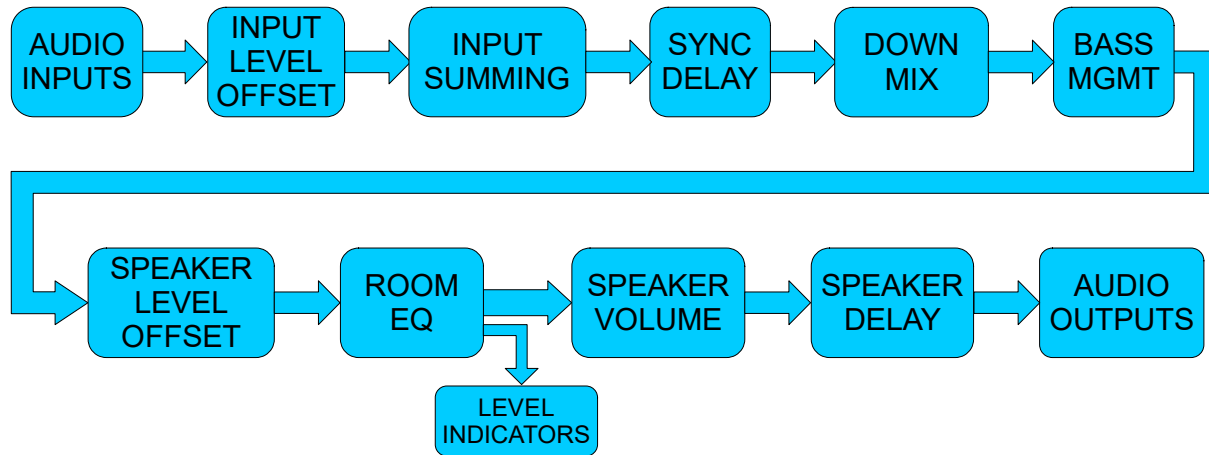 AUDIO
INPUTS
INPUT
LEVEL
OFFSET
INPUT
SUMMING
SYNC
DELAY
DOWN
MIX
BASS
MGMT
SPEAKER
LEVEL
OFFSET
ROOM
EQ
SPEAKER
VOLUME
SPEAKER
DELAY
AUDIO
OUTPUTS
LEVEL
INDICATORS